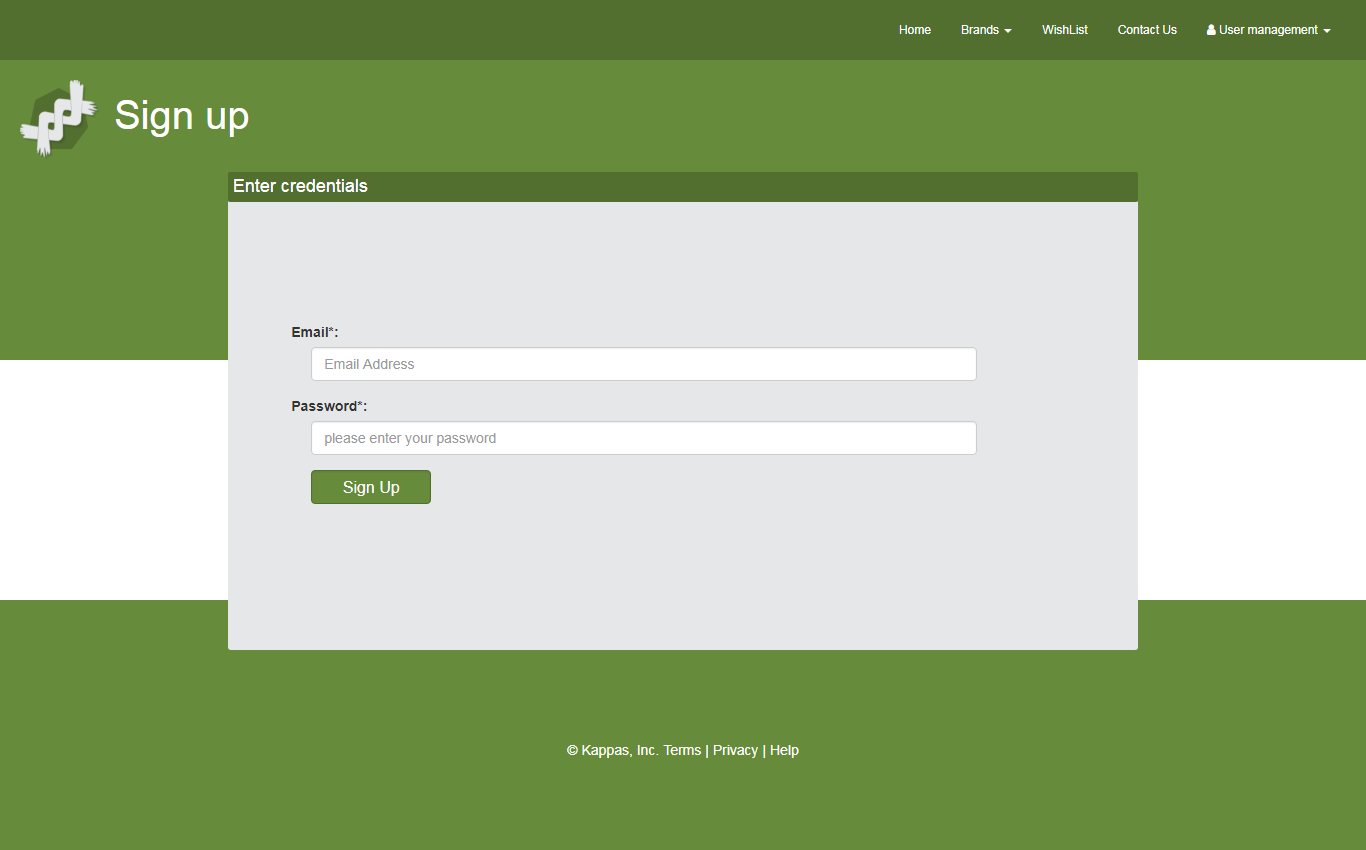 Home Brands WishList Contact Us User management
Sign up
Enter credentials
Email*:
Email Address
Password*:
please enter your password
Sign Up
© Kappas, Inc. Terms | Privacy | Help